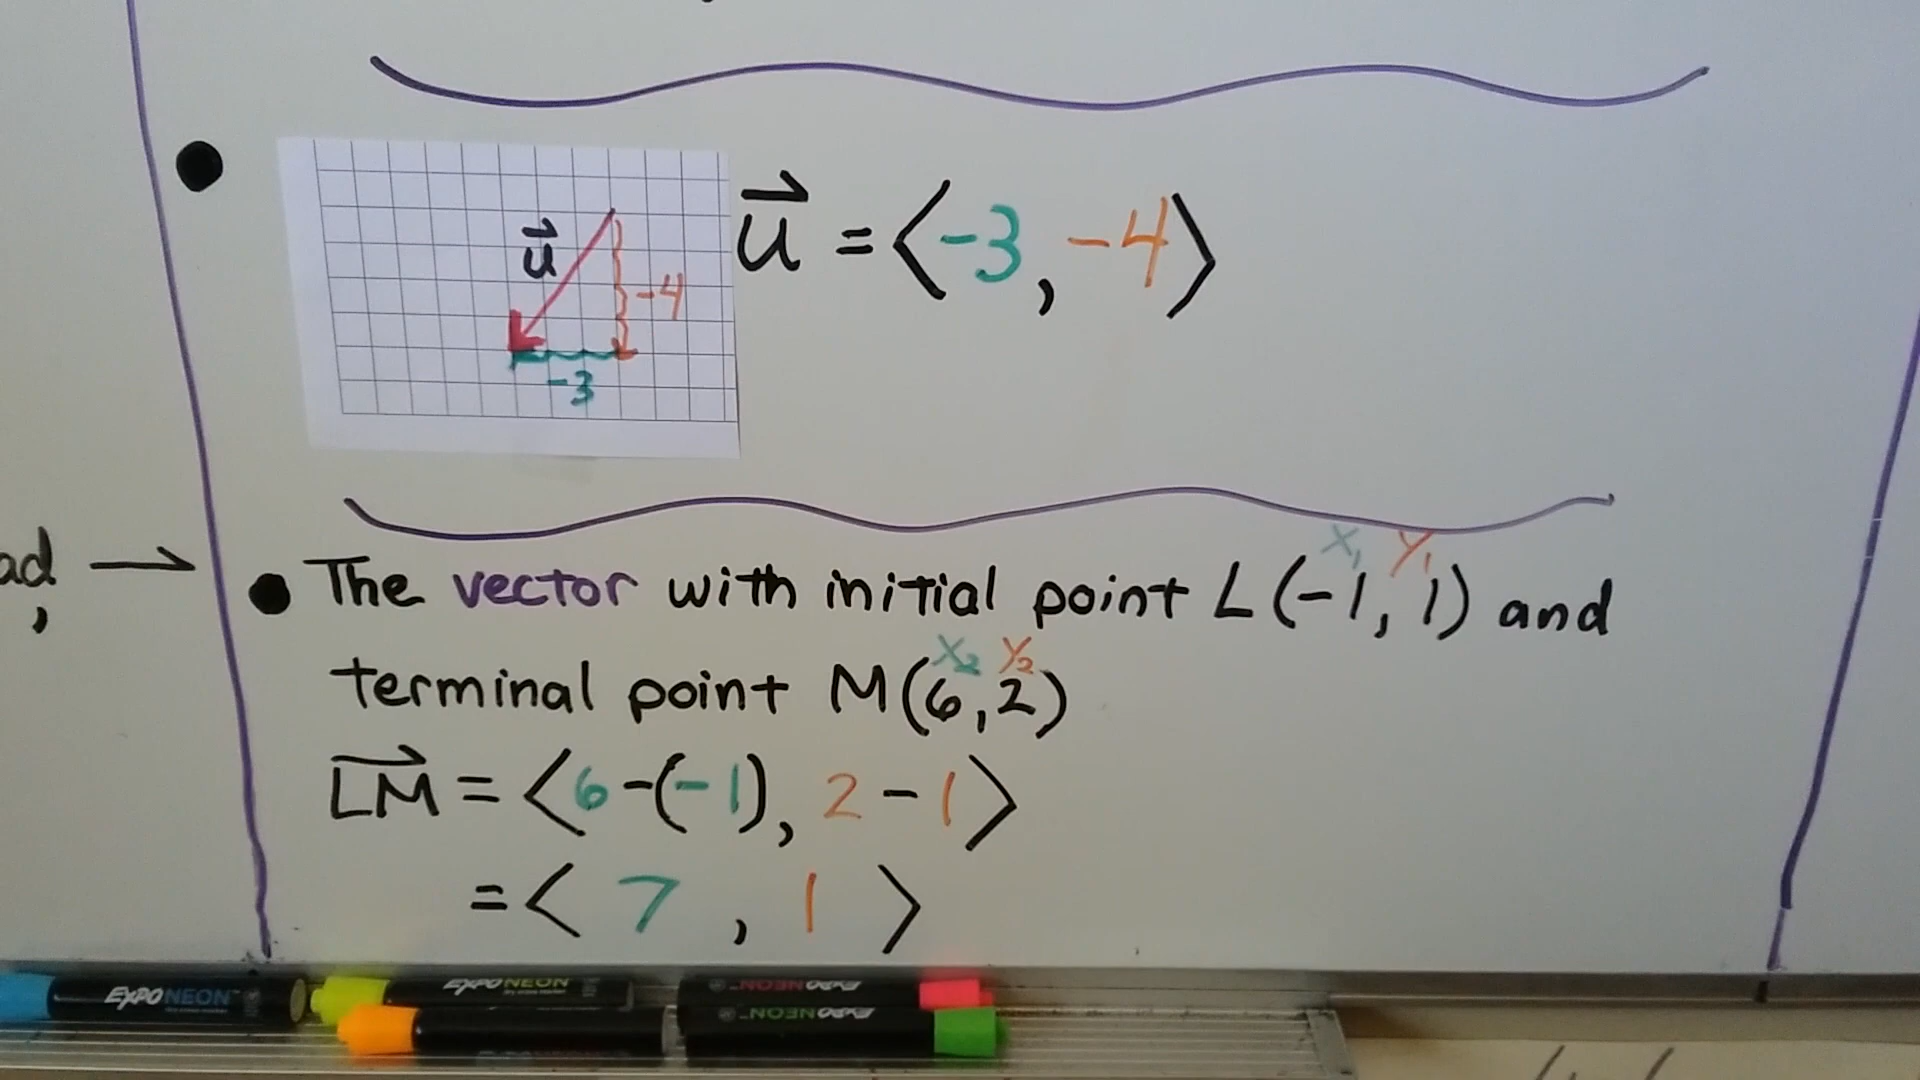 u⃗
-4
-3
u⃗ = ⟨-3, -4⟩
ad →
,
x₁ y₁
• The vector with initial point L(-1, 1) and
x₂ y₂
terminal point M(6, 2)
LM⃗ = ⟨6-(-1), 2-1⟩
= ⟨7, 1⟩
EXPO NEON
EXPO NEON
EXPO NEON
EXPO NEON